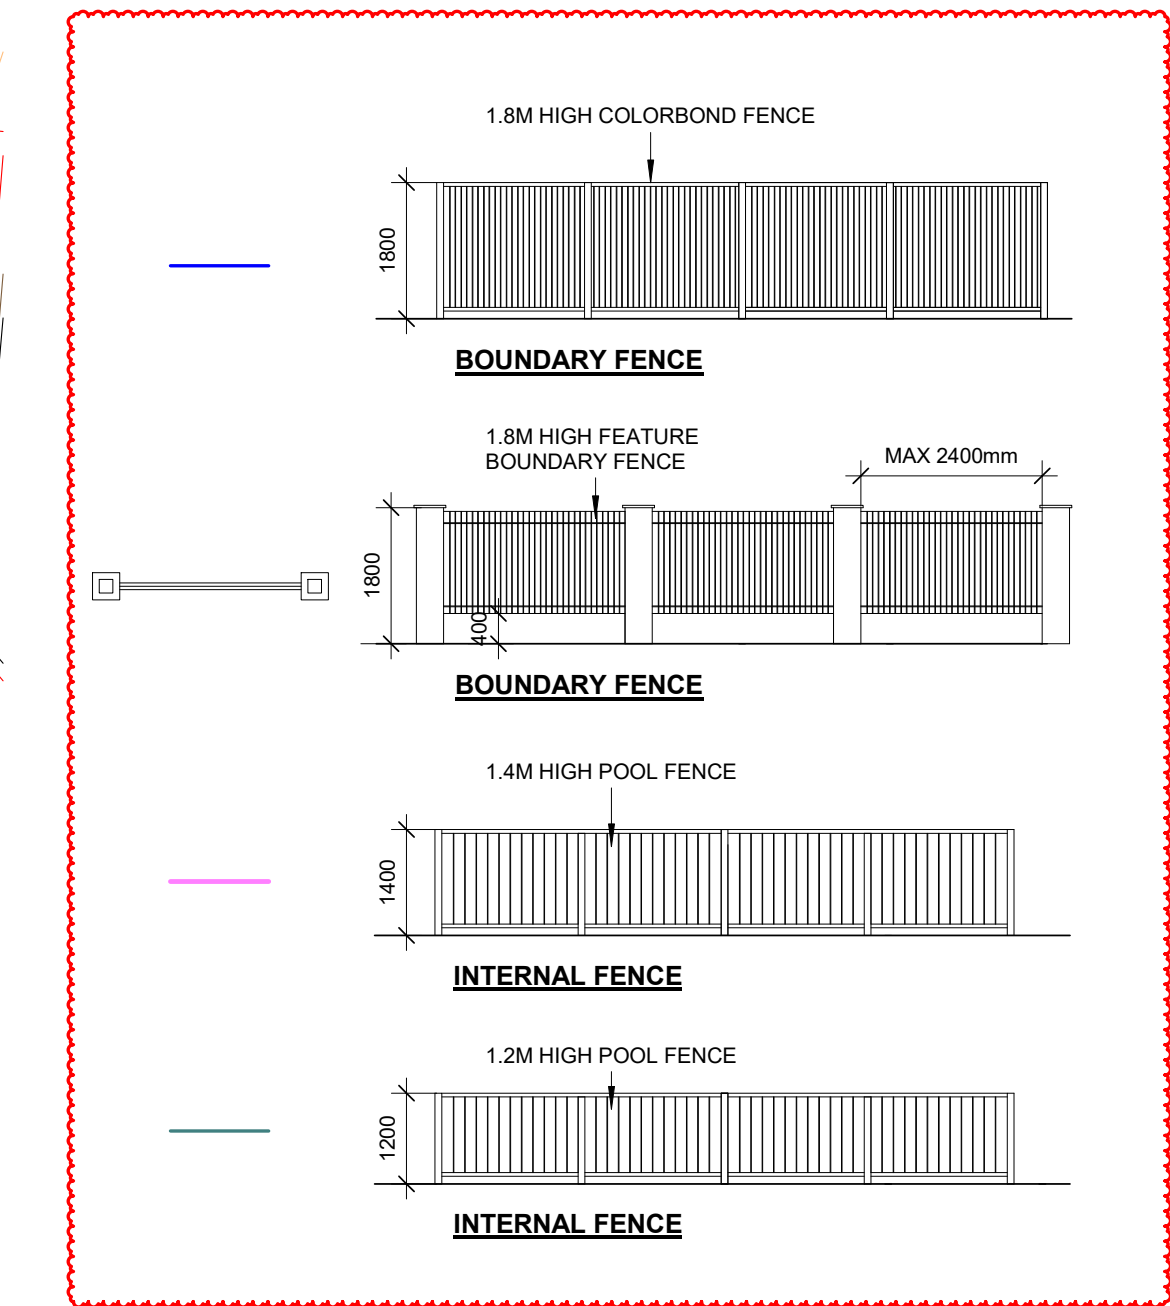 1.8M HIGH COLORBOND FENCE
1800
BOUNDARY FENCE
1.8M HIGH FEATURE
BOUNDARY FENCE
MAX 2400mm
1800
400
BOUNDARY FENCE
1.4M HIGH POOL FENCE
1400
INTERNAL FENCE
1.2M HIGH POOL FENCE
1200
INTERNAL FENCE